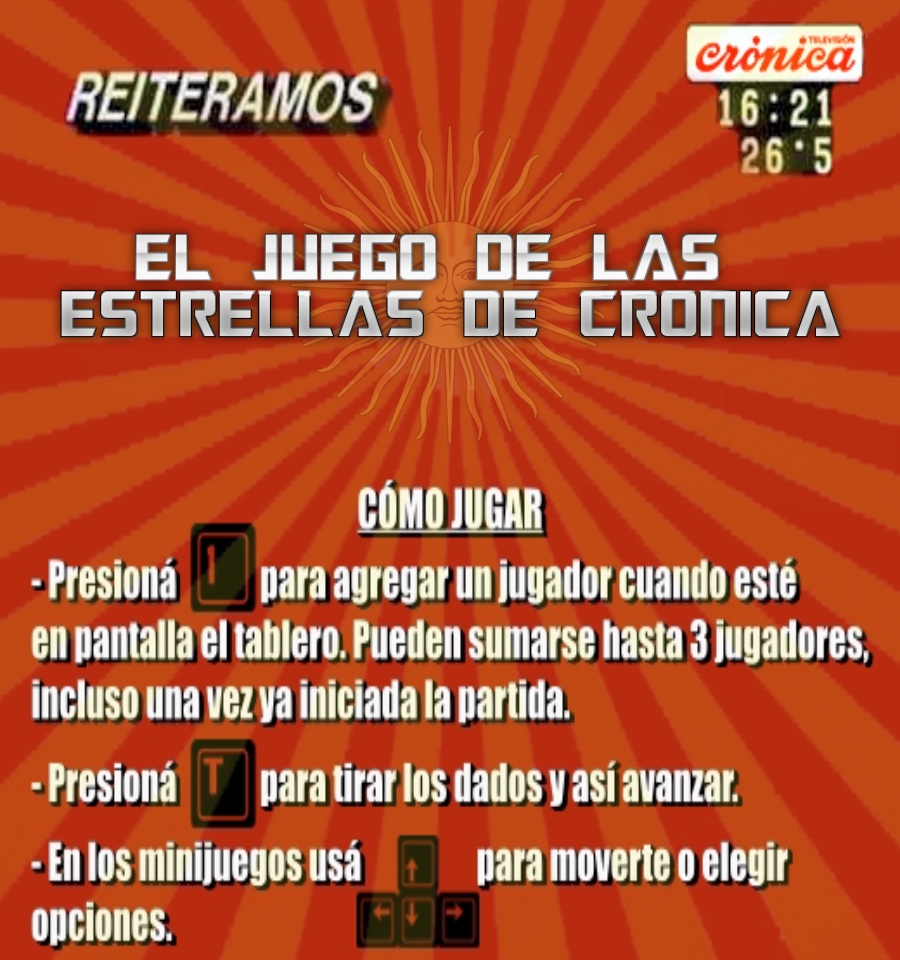 TELEVISIÓN
crònica
REITERAMOS
16:21
26·5
EL JUEGO DE LAS
ESTRELLAS DE CRONICA
CÓMO JUGAR
- Presioná para agregar un jugador cuando esté
en pantalla el tablero. Pueden sumarse hasta 3 jugadores,
incluso una vez ya iniciada la partida.
- Presioná T para tirar los dados y así avanzar.
- En los minijuegos usá ↑ para moverte o elegir
opciones. ← ↓ →